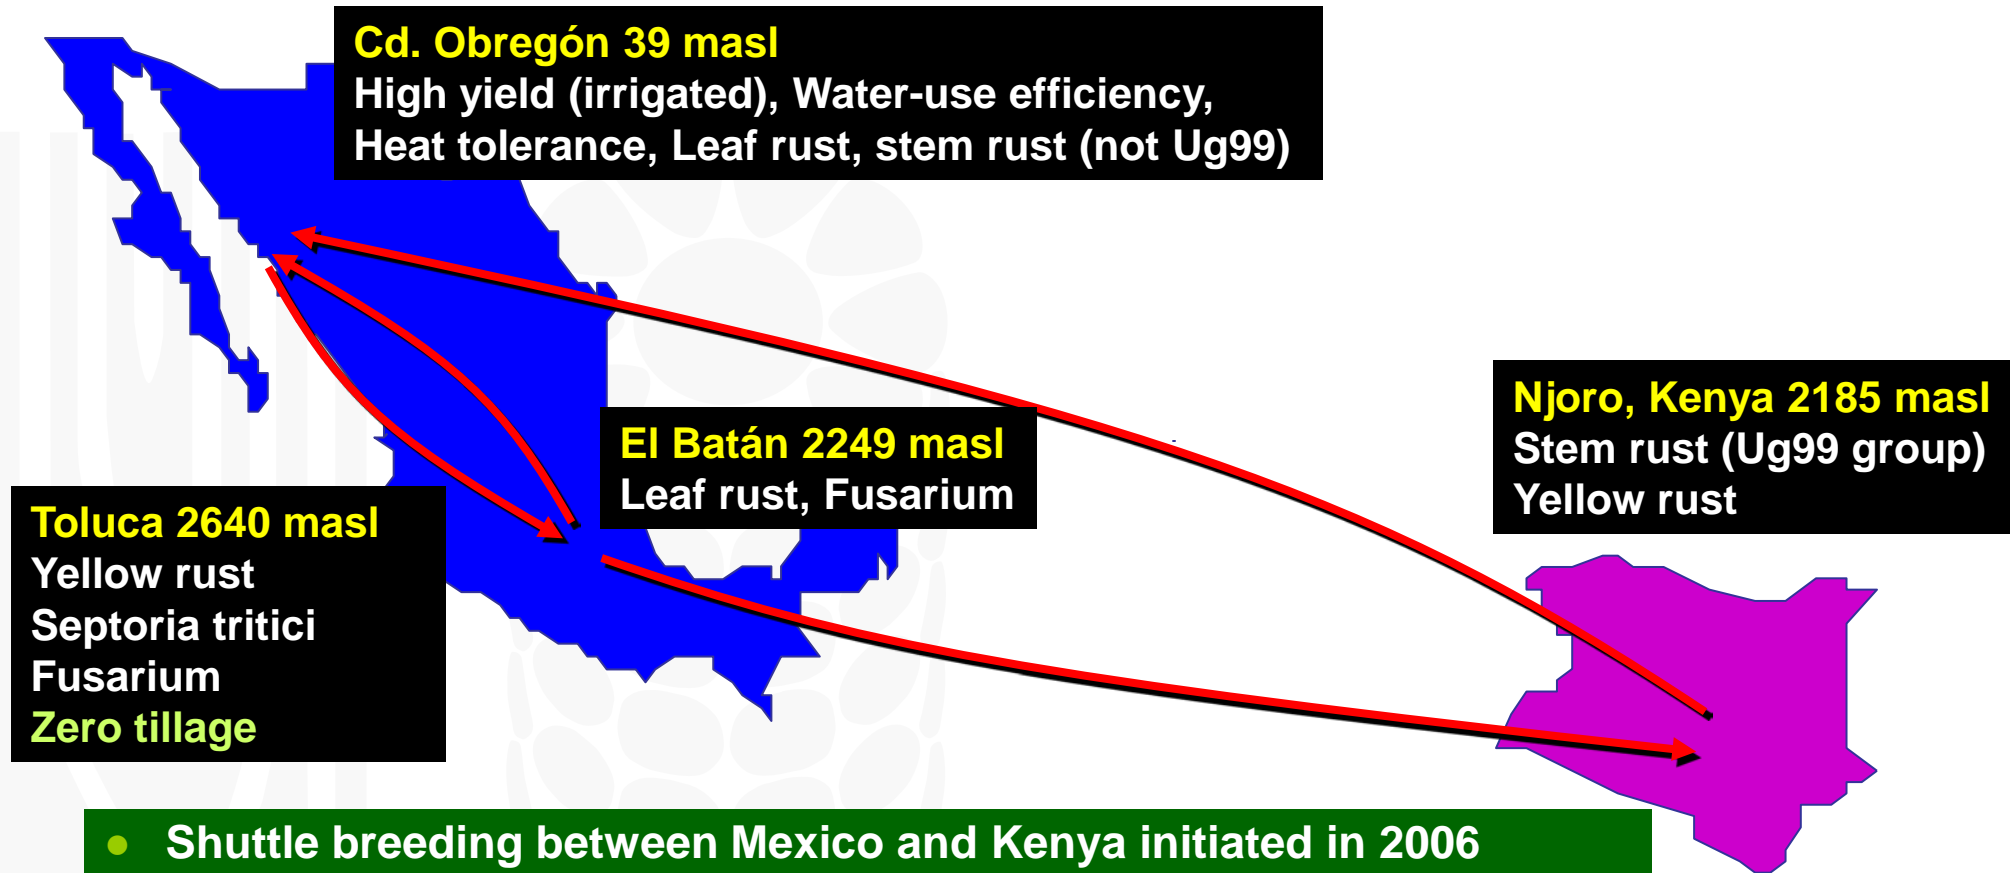 Cd. Obregón 39 masl
High yield (irrigated), Water-use efficiency,
Heat tolerance, Leaf rust, stem rust (not Ug99)
Njoro, Kenya 2185 masl
Stem rust (Ug99 group)
Yellow rust
El Batán 2249 masl
Leaf rust, Fusarium
Toluca 2640 masl
Yellow rust
Septoria tritici
Fusarium
Zero tillage
● Shuttle breeding between Mexico and Kenya initiated in 2006